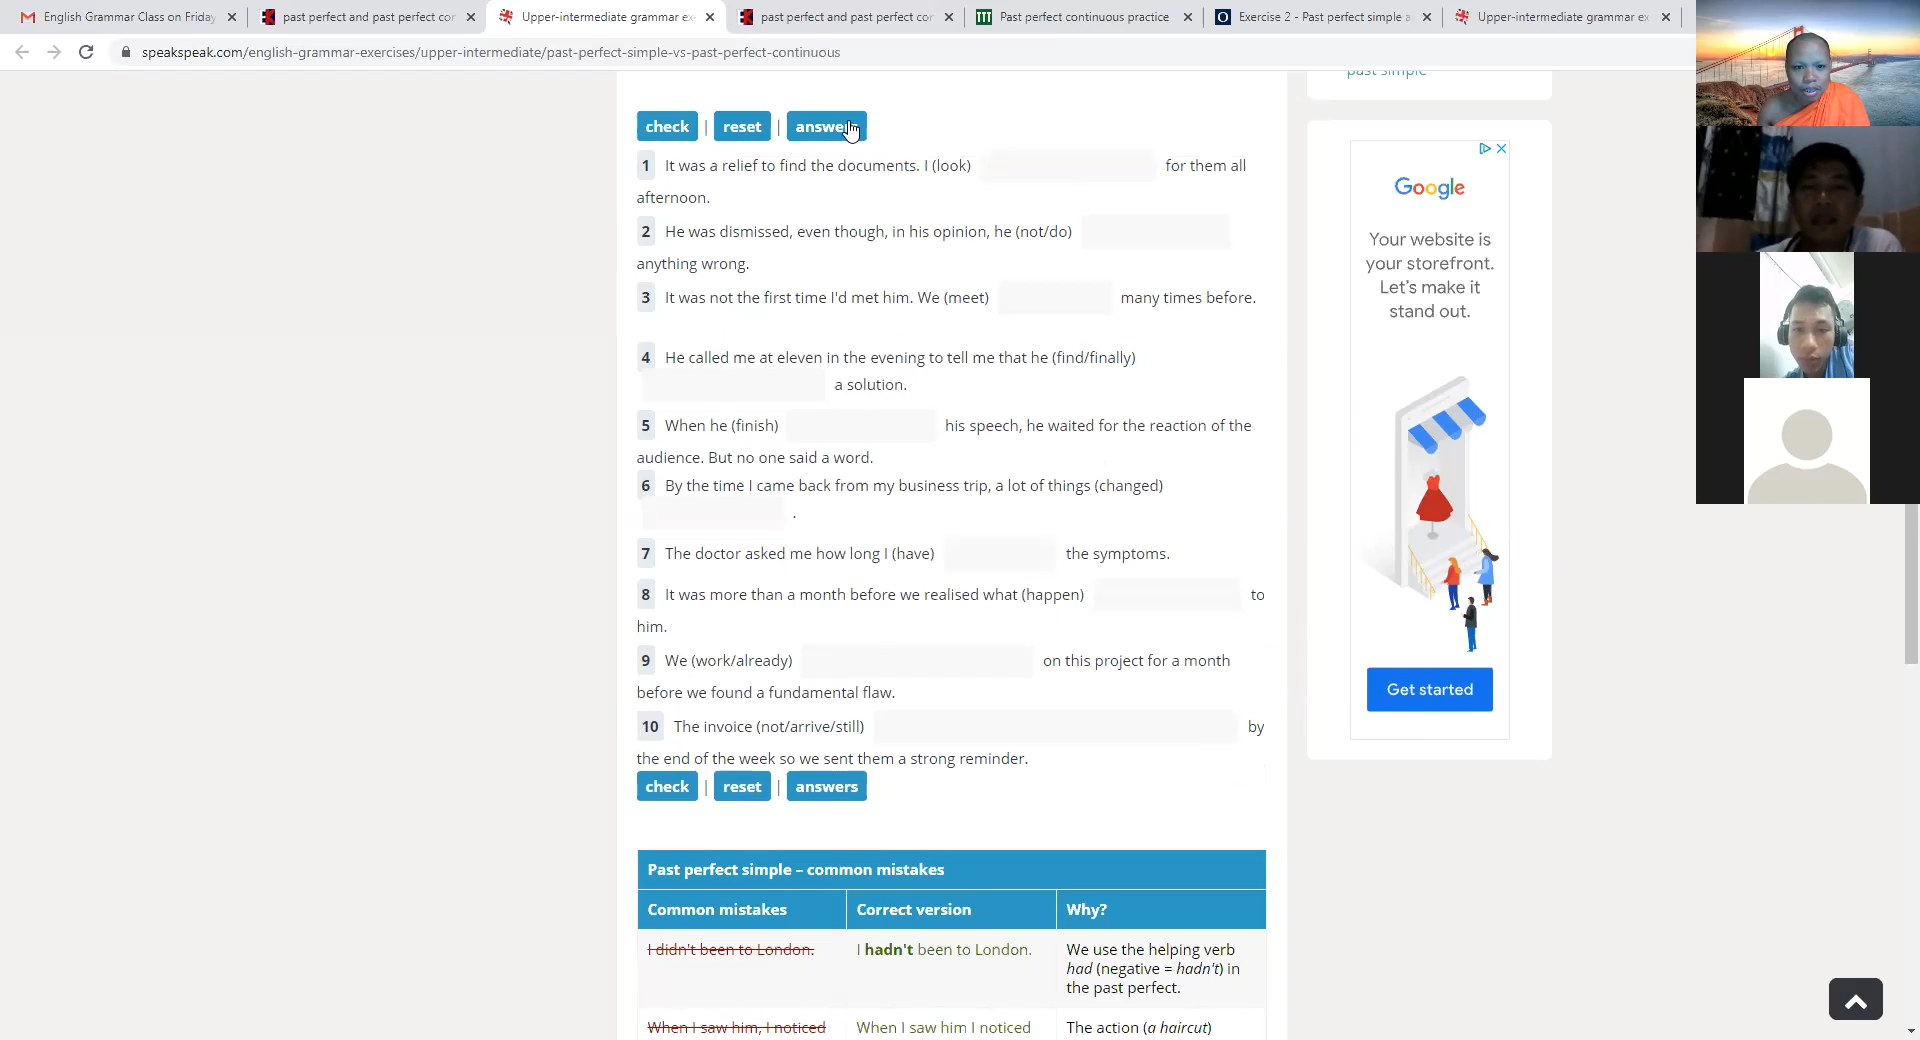 English Grammar Class on Friday
past perfect and past perfect cor
Upper-intermediate grammar ex
past perfect and past perfect cor
Past perfect continuous practice
Exercise 2 - Past perfect simple a
Upper-intermediate grammar ex
speakspeak.com/english-grammar-exercises/upper-intermediate/past-perfect-simple-vs-past-perfect-continuous
past simple
check | reset | answers
1 It was a relief to find the documents. I (look) for them all
afternoon.
2 He was dismissed, even though, in his opinion, he (not/do)
anything wrong.
3 It was not the first time I'd met him. We (meet) many times before.
4 He called me at eleven in the evening to tell me that he (find/finally)
a solution.
5 When he (finish) his speech, he waited for the reaction of the
audience. But no one said a word.
6 By the time I came back from my business trip, a lot of things (changed)
.
7 The doctor asked me how long I (have) the symptoms.
8 It was more than a month before we realised what (happen) to
him.
9 We (work/already) on this project for a month
before we found a fundamental flaw.
10 The invoice (not/arrive/still) by
the end of the week so we sent them a strong reminder.
check | reset | answers
Past perfect simple – common mistakes
Common mistakes Correct version Why?
I didn't been to London. I hadn't been to London. We use the helping verb
had (negative = hadn't) in
the past perfect.
When I saw him, I noticed When I saw him I noticed The action (a haircut)
Google
Your website is
your storefront.
Let's make it
stand out.
Get started